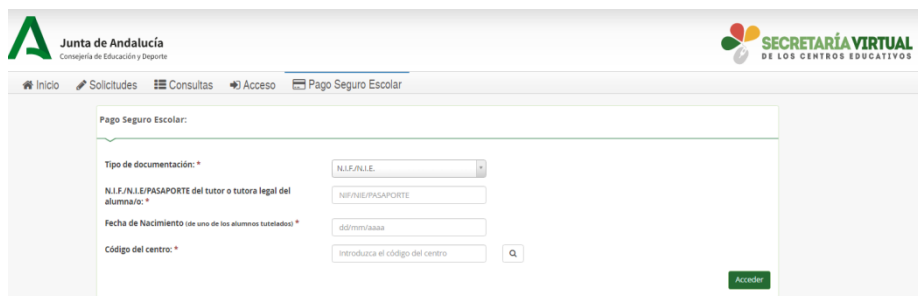 Junta de Andalucía
Consejería de Educación y Deporte
SECRETARÍA VIRTUAL
DE LOS CENTROS EDUCATIVOS
Inicio Solicitudes Consultas Acceso Pago Seguro Escolar
Pago Seguro Escolar:
Tipo de documentación: * N.I.F./N.I.E.
N.I.F./N.I.E/PASAPORTE del tutor o tutora legal del
alumna/o: * NIF/NIE/PASAPORTE
Fecha de Nacimiento (de uno de los alumnos tutelados) * dd/mm/aaaa
Código del centro: * Introduzca el código del centro
Acceder